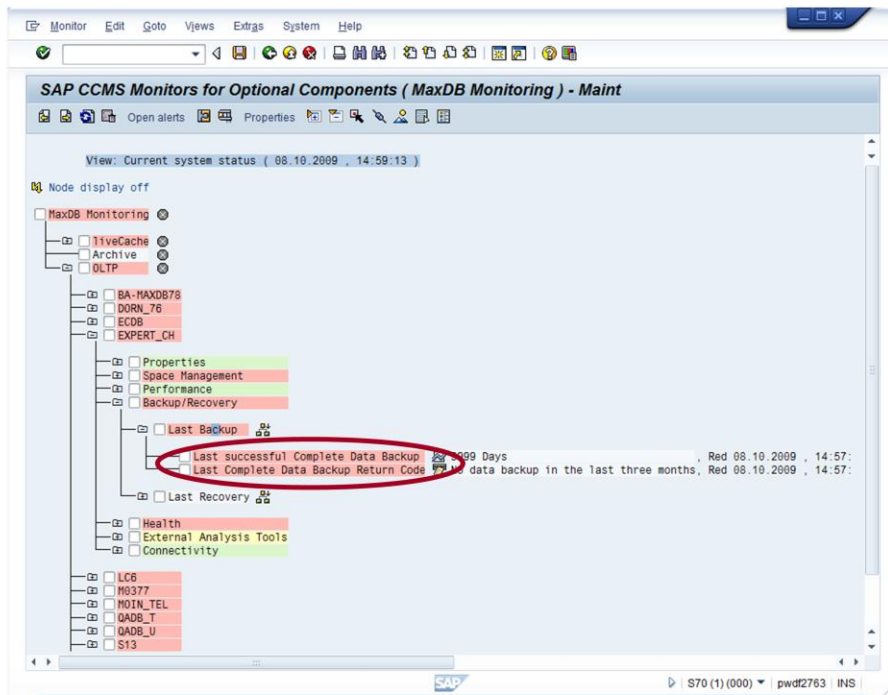 Monitor Edit Goto Views Extras System Help
SAP CCMS Monitors for Optional Components ( MaxDB Monitoring ) - Maint
Open alerts Properties
View: Current system status ( 08.10.2009 , 14:59:13 )
Node display off
MaxDB Monitoring
liveCache
Archive
OLTP
BA-MAXDB78
DORN_76
ECDB
EXPERT_CH
Properties
Space Management
Performance
Backup/Recovery
Last Backup
Last successful Complete Data Backup 9999 Days , Red 08.10.2009 , 14:57:
Last Complete Data Backup Return Code No data backup in the last three months, Red 08.10.2009 , 14:57:
Last Recovery
Health
External Analysis Tools
Connectivity
LC6
M0377
MOIN_TEL
QADB_T
QADB_U
S13
SAP S70 (1) (000) pwdf2763 INS